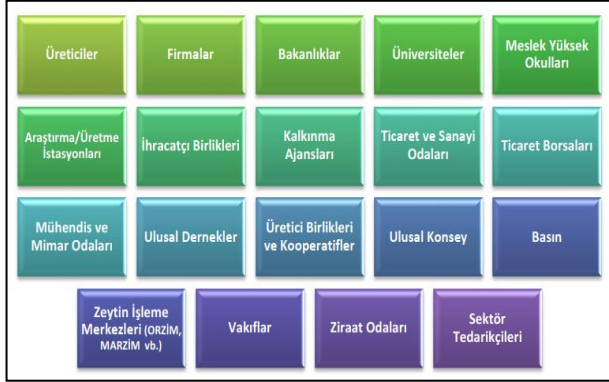 Üreticiler
Firmalar
Bakanlıklar
Üniversiteler
Meslek Yüksek
Okulları
Araştırma/Üretme
İstasyonları
İhracatçı Birlikleri
Kalkınma
Ajansları
Ticaret ve Sanayi
Odaları
Ticaret Borsaları
Mühendis ve
Mimar Odaları
Ulusal Dernekler
Üretici Birlikleri
ve Kooperatifler
Ulusal Konsey
Basın
Zeytin İşleme
Merkezleri (ORZİM,
MARZİM vb.)
Vakıflar
Ziraat Odaları
Sektör
Tedarikçileri